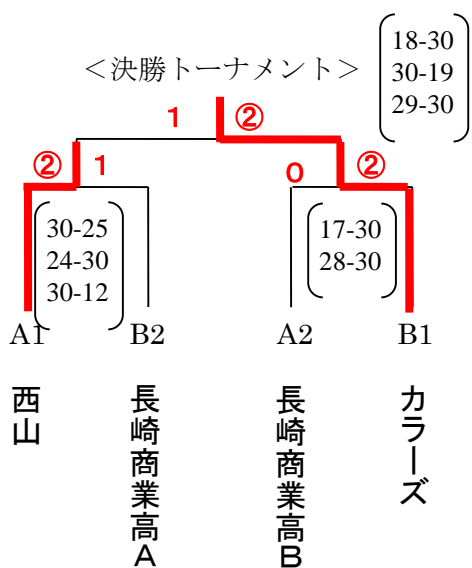 ＜決勝トーナメント＞
18-30
30-19
29-30
1 ②
② 1
0 ②
30-25
24-30
30-12
17-30
28-30
A1 B2 A2 B1
西山
長崎商業高A
長崎商業高B
カラーズ